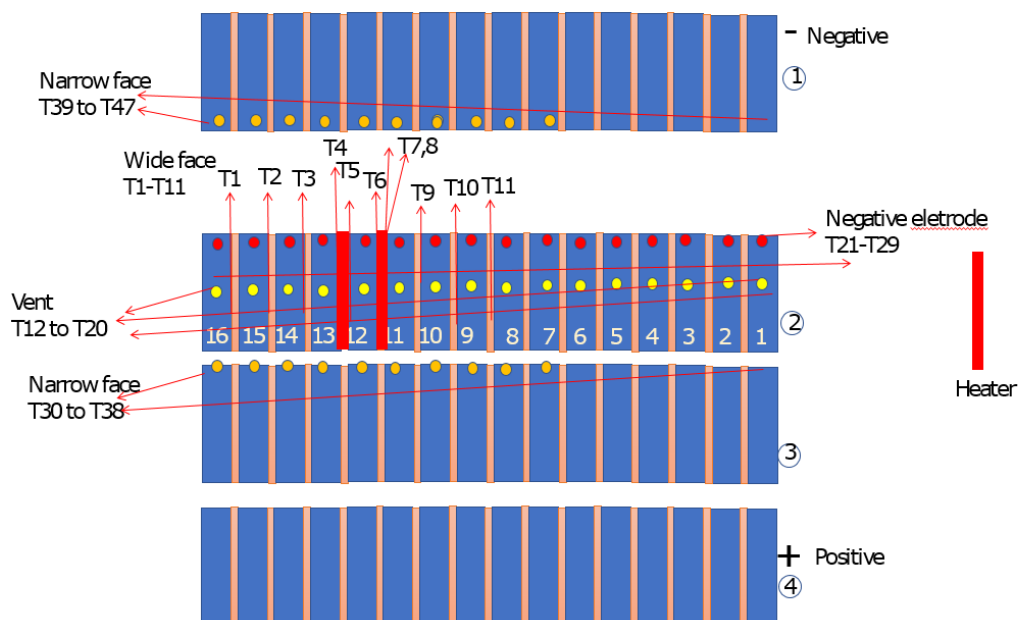 - Negative
1
Narrow face
T39 to T47
Wide face
T1-T11
T1
T2
T3
T4
T5
T6
T7,8
T9
T10
T11
Negative eletrode
T21-T29
Vent
T12 to T20
16 15 14 13 12 11 10 9 8 7 6 5 4 3 2 1
2
Heater
Narrow face
T30 to T38
3
+ Positive
4